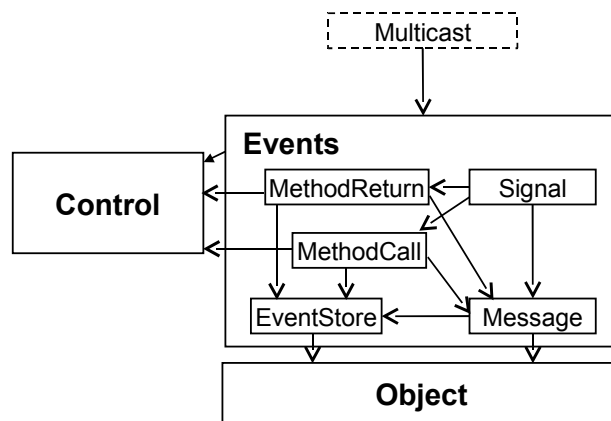 Multicast
Events
MethodReturn
Signal
Control
MethodCall
EventStore
Message
Object